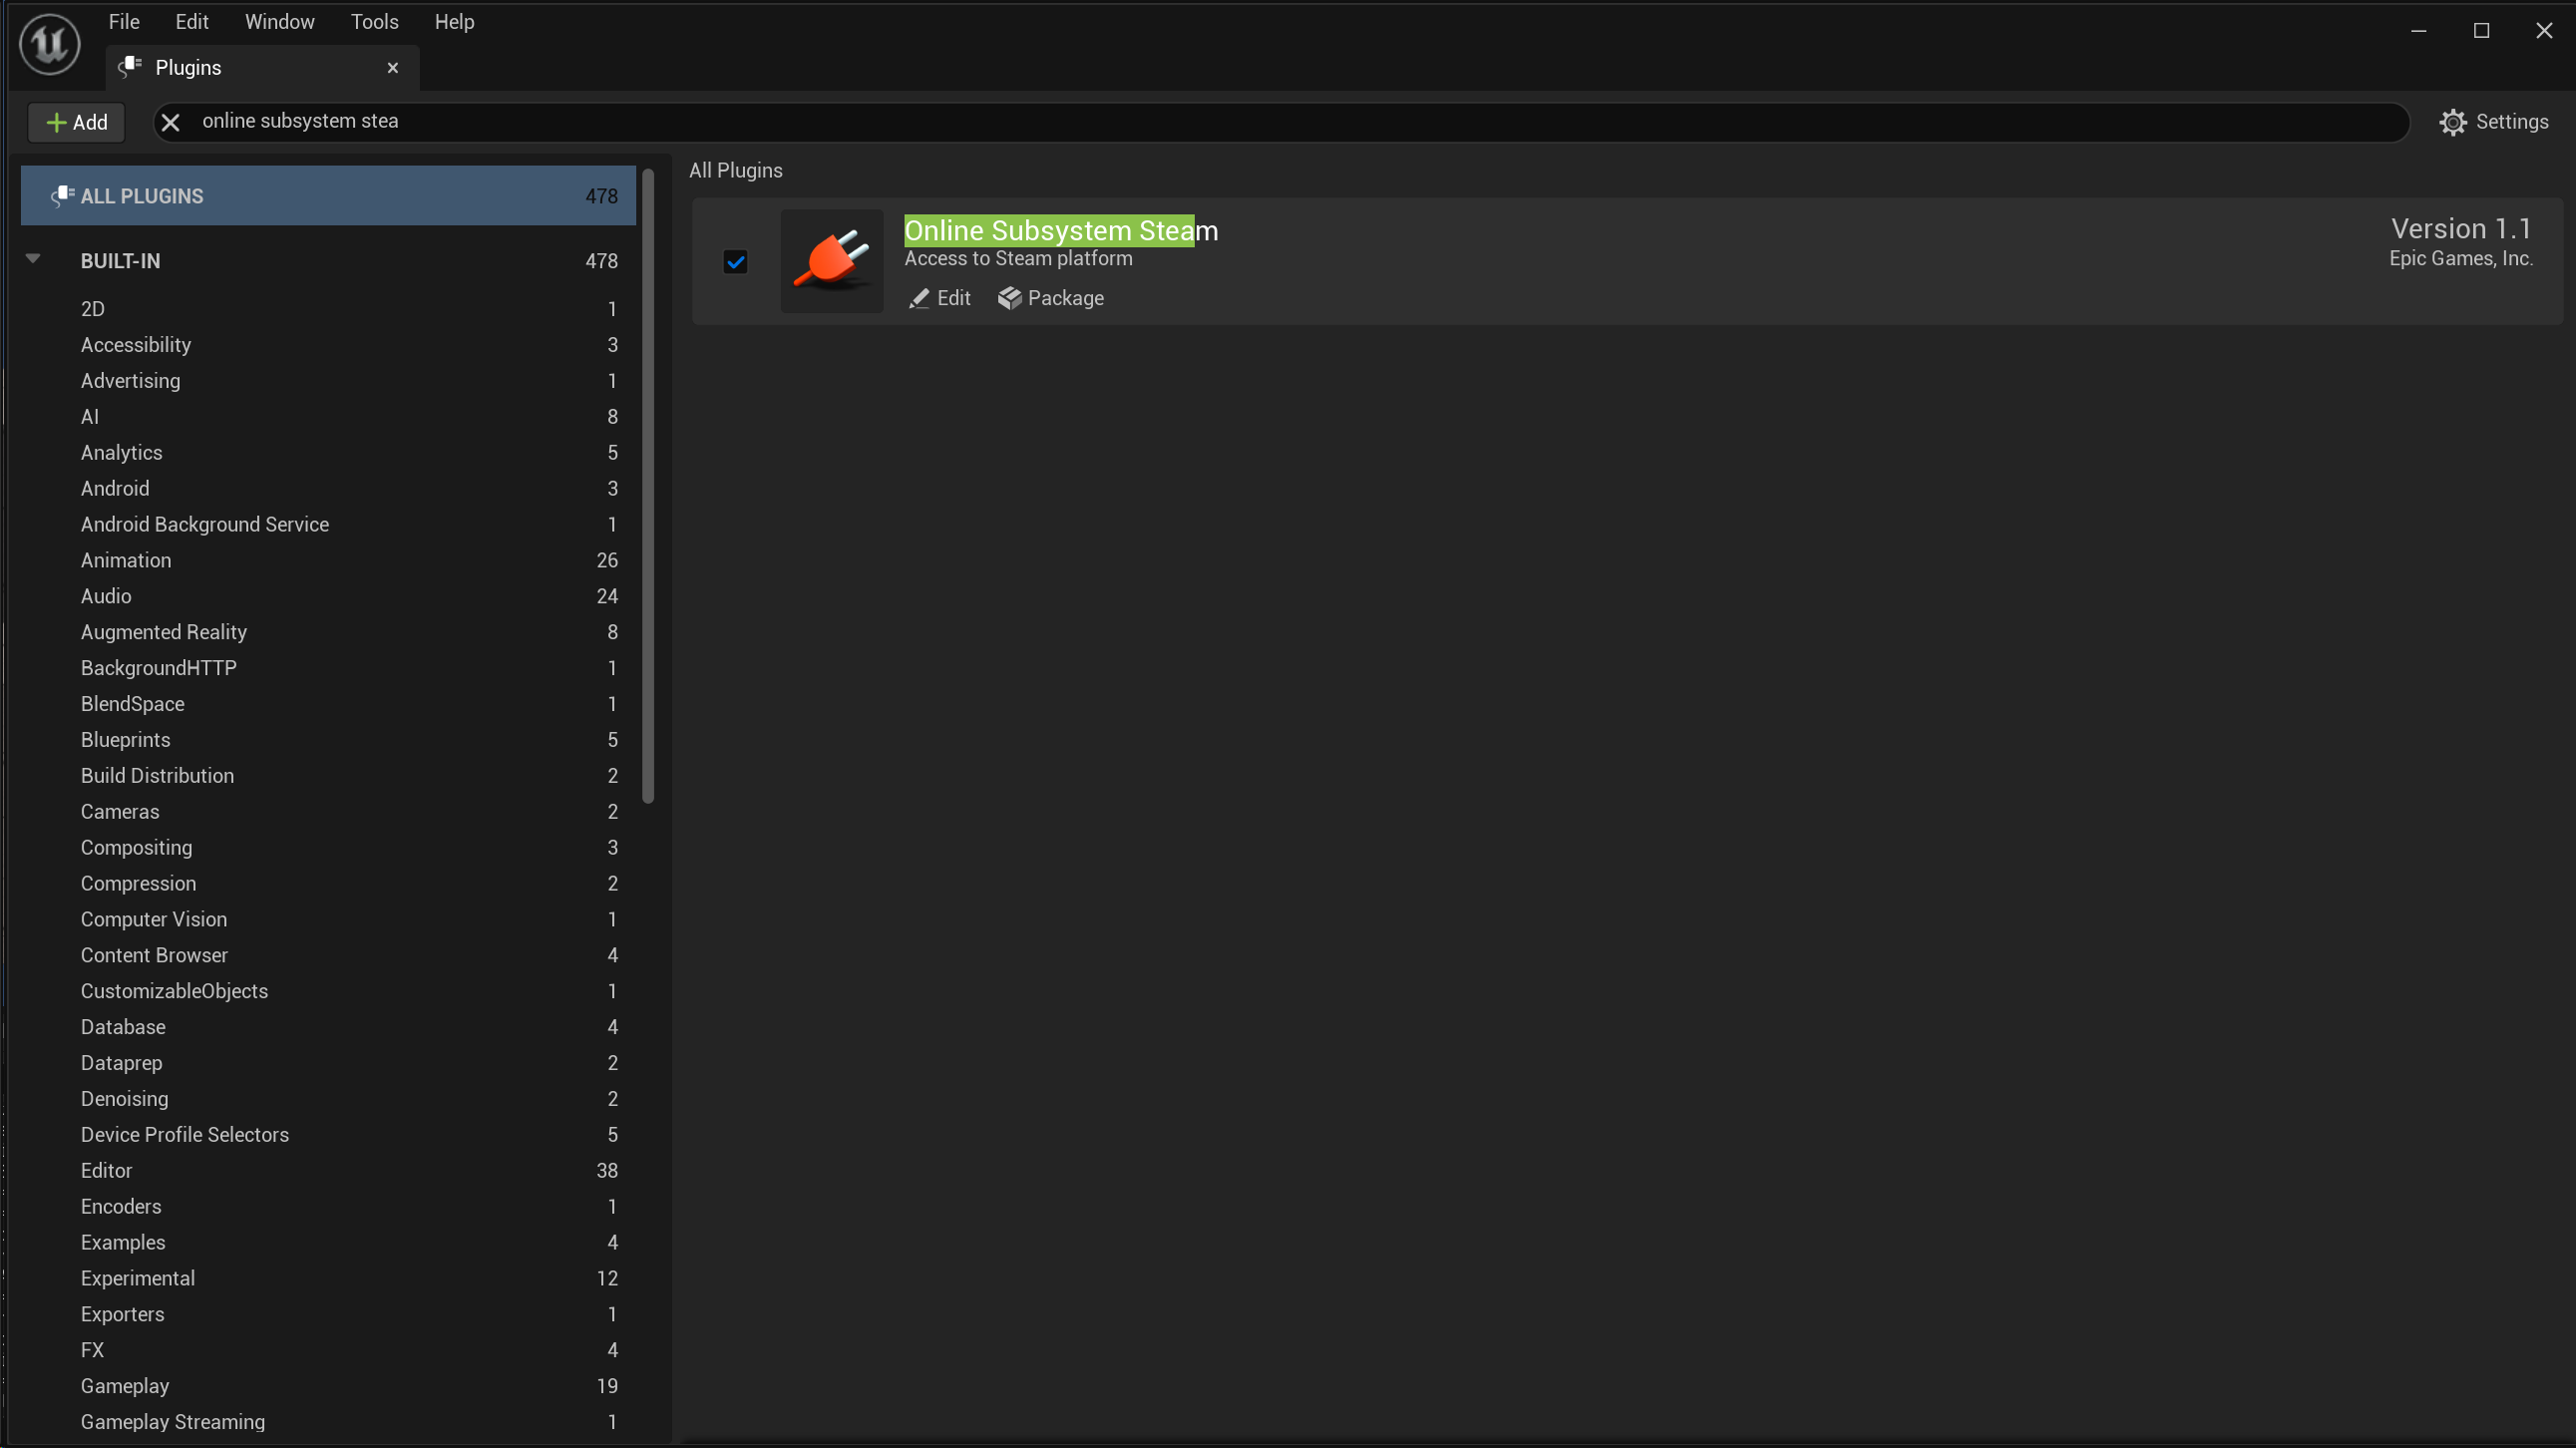 File Edit Window Tools Help
Plugins
Add
online subsystem stea
Settings
ALL PLUGINS 478
BUILT-IN 478
2D 1
Accessibility 3
Advertising 1
AI 8
Analytics 5
Android 3
Android Background Service 1
Animation 26
Audio 24
Augmented Reality 8
BackgroundHTTP 1
BlendSpace 1
Blueprints 5
Build Distribution 2
Cameras 2
Compositing 3
Compression 2
Computer Vision 1
Content Browser 4
CustomizableObjects 1
Database 4
Dataprep 2
Denoising 2
Device Profile Selectors 5
Editor 38
Encoders 1
Examples 4
Experimental 12
Exporters 1
FX 4
Gameplay 19
Gameplay Streaming 1
All Plugins
Online Subsystem Steam
Access to Steam platform
Edit Package
Version 1.1
Epic Games, Inc.